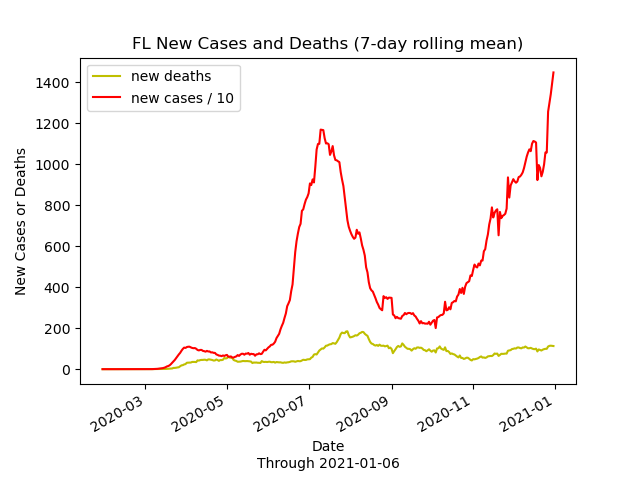 FL New Cases and Deaths (7-day rolling mean)
new deaths
new cases / 10
New Cases or Deaths
1400
1200
1000
800
600
400
200
0
2020-03
2020-05
2020-07
2020-09
2020-11
2021-01
Date
Through 2021-01-06